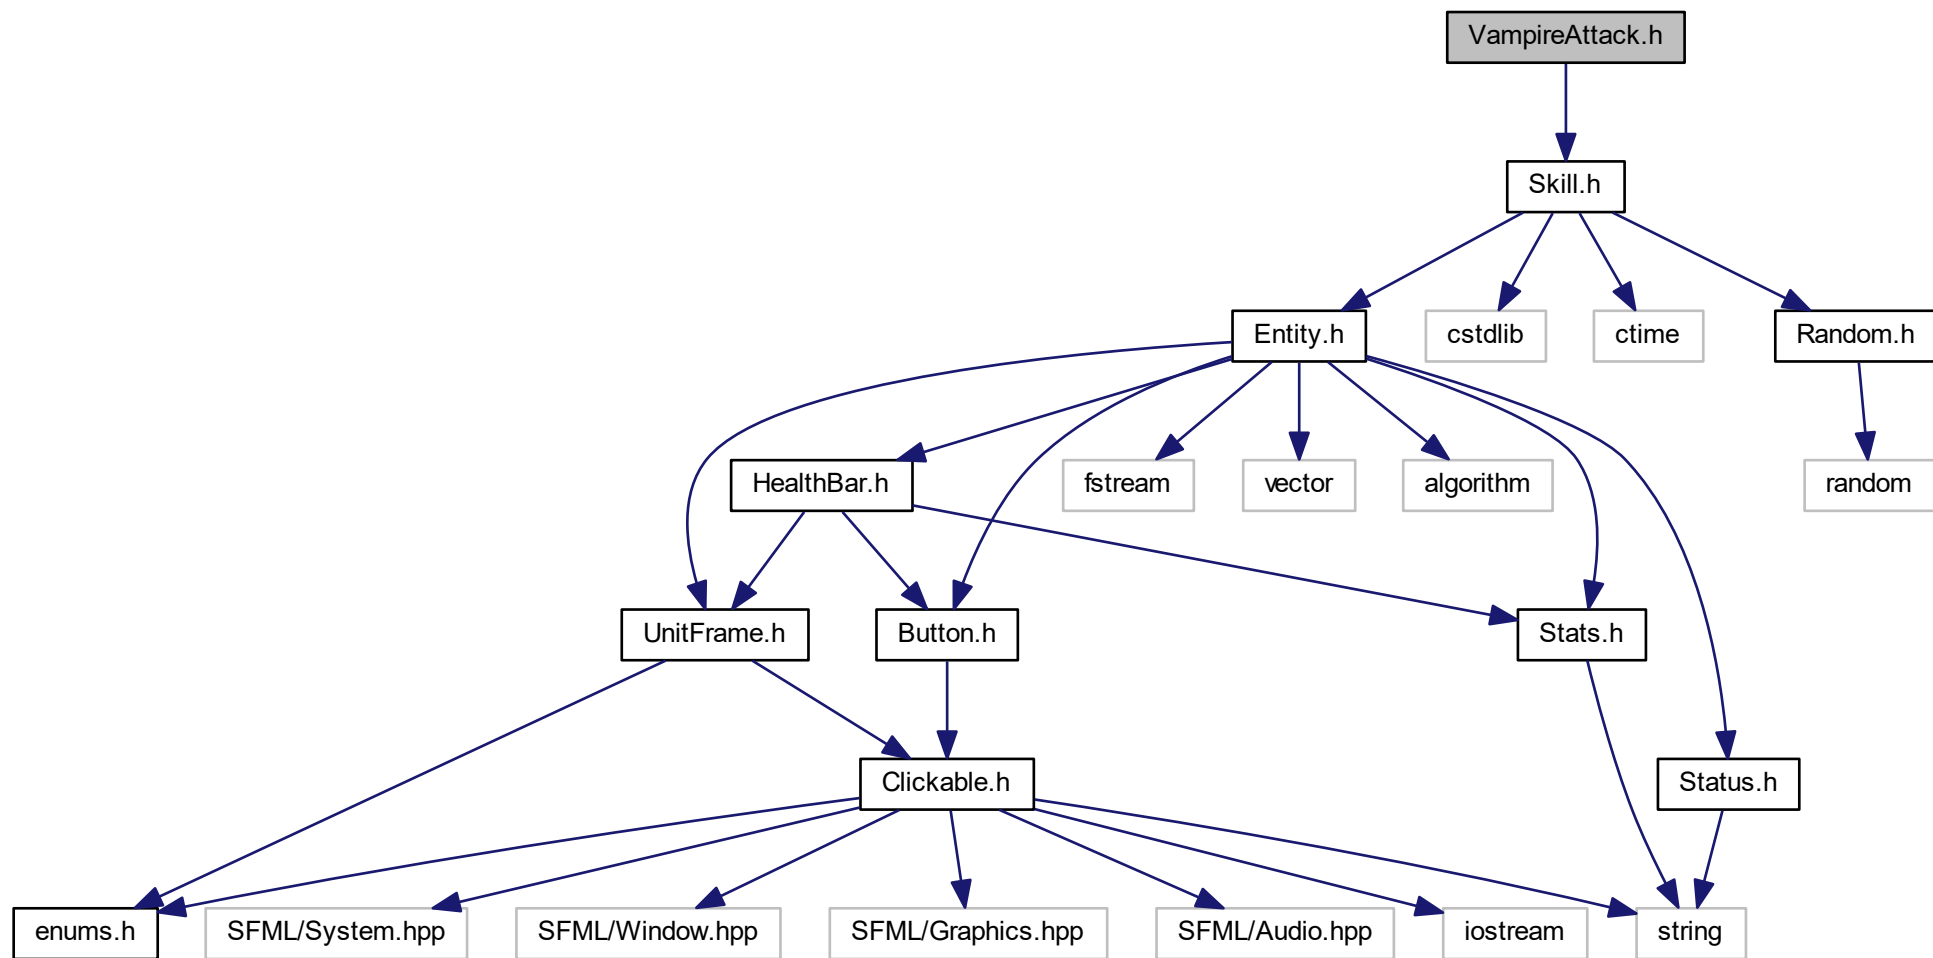 VampireAttack.h
Skill.h
Entity.h
cstdlib
ctime
Random.h
HealthBar.h
fstream
vector
algorithm
random
UnitFrame.h
Button.h
Stats.h
Clickable.h
Status.h
enums.h
SFML/System.hpp
SFML/Window.hpp
SFML/Graphics.hpp
SFML/Audio.hpp
iostream
string